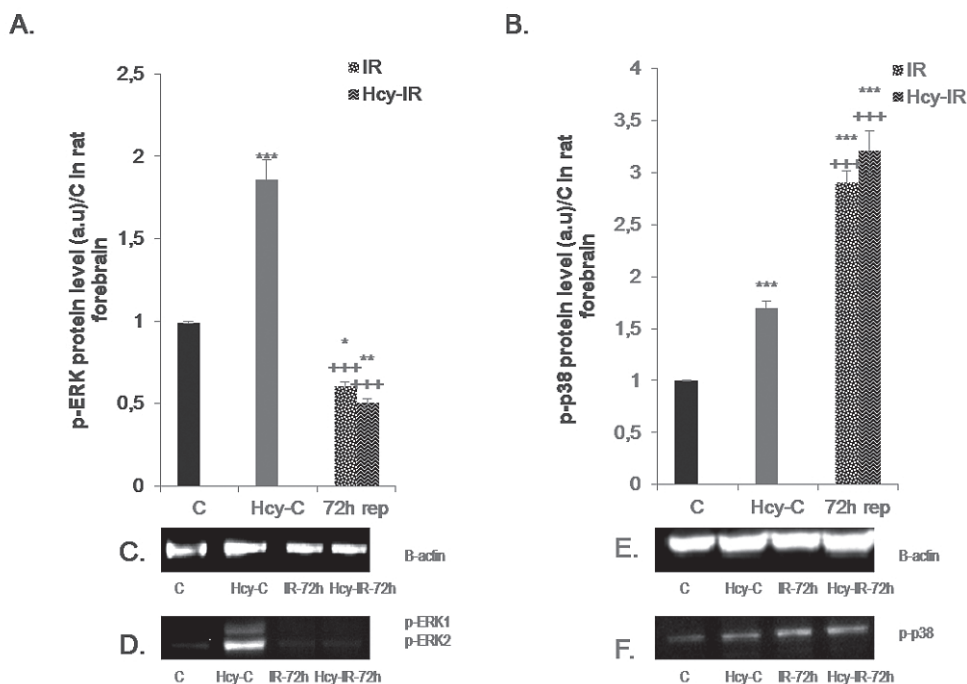 A.
p-ERK protein level (a.u)/C in rat
forebrain
2,5
2
1,5
1
0,5
0
IR
Hcy-IR
***
*
+++
**
+++
C
Hcy-C
72h rep
B.
p-p38 protein level (a.u)/C in rat
forebrain
4
3,5
3
2,5
2
1,5
1
0,5
0
IR
Hcy-IR
***
***
+++
***
+++
C
Hcy-C
72h rep
C.
B-actin
C Hcy-C IR-72h Hcy-IR-72h
D.
p-ERK1
p-ERK2
C Hcy-C IR-72h Hcy-IR-72h
E.
B-actin
C Hcy-C IR-72h Hcy-IR-72h
F.
p-p38
C Hcy-C IR-72h Hcy-IR-72h